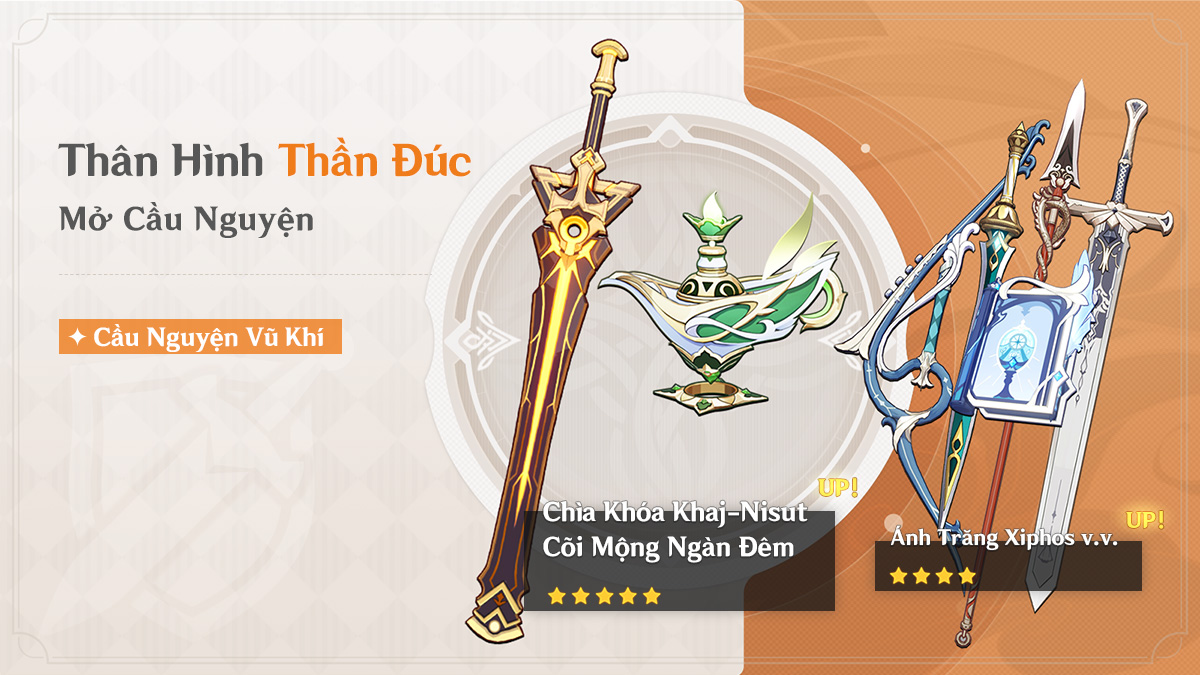 Thân Hình Thần Đúc
Mở Cầu Nguyện
Cầu Nguyện Vũ Khí
UP!
Chìa Khóa Khaj-Nisut
Cõi Mộng Ngàn Đêm
UP!
Ánh Trăng Xiphos v.v.